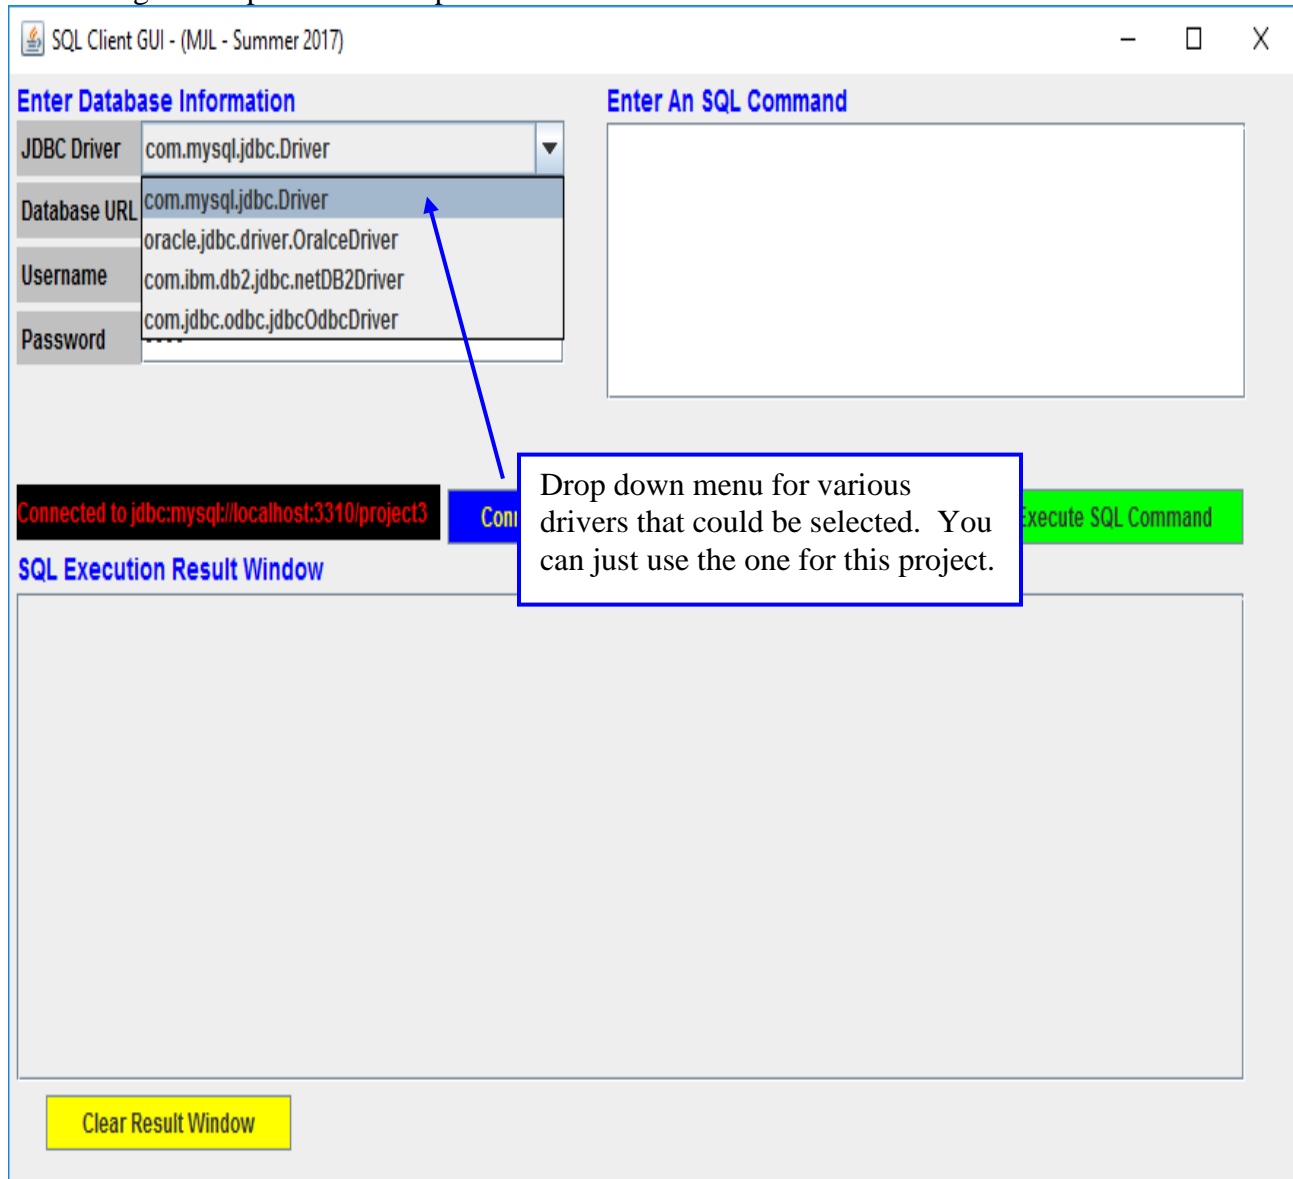 SQL Client GUI - (MJL - Summer 2017)
Enter Database Information
Enter An SQL Command
JDBC Driver com.mysql.jdbc.Driver
com.mysql.jdbc.Driver
Database URL
oracle.jdbc.driver.OralceDriver
Username com.ibm.db2.jdbc.netDB2Driver
com.jdbc.odbc.jdbcOdbcDriver
Password
Drop down menu for various
drivers that could be selected. You
can just use the one for this project.
Connected to jdbc:mysql://localhost:3310/project3
SQL Command
SQL Execution Result Window
Clear Result Window